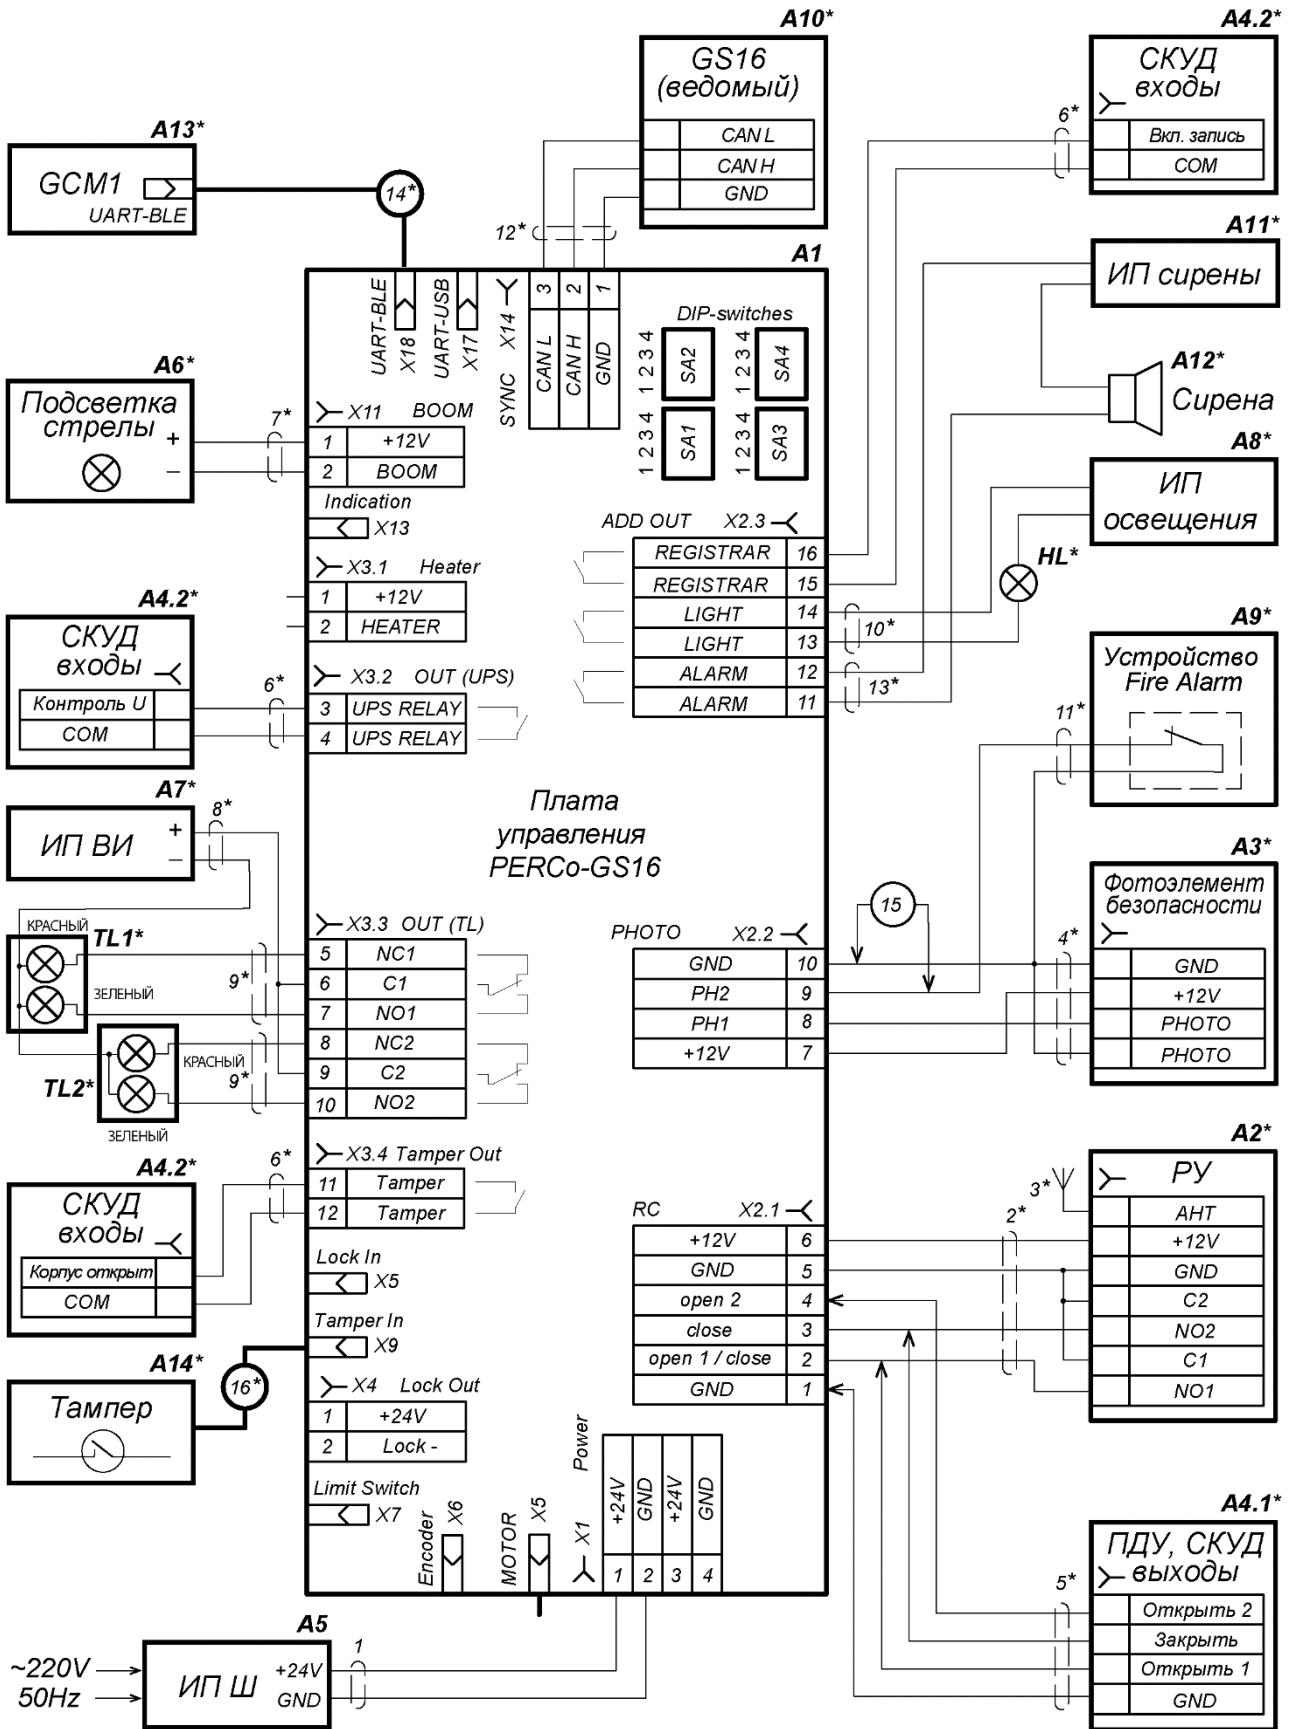 A10*
GS16
(ведомый)
CAN L
CAN H
GND
A4.2*
СКУД
входы
Вкл. запись
COM
6*
A13*
GCM1
UART-BLE
14*
12*
A1
A11*
ИП сирены
A12*
Сирена
UART-BLE
X18
UART-USB
X17
SYNC X14
3 2 1
CAN L
CAN H
GND
DIP-switches
1 2 3 4
SA2
1 2 3 4
SA4
1 2 3 4
SA1
1 2 3 4
SA3
A6*
Подсветка
стрелы
+
–
7*
X11 BOOM
1 +12V
2 BOOM
Indication
X13
X3.1 Heater
1 +12V
2 HEATER
A8*
ИП
освещения
HL*
ADD OUT X2.3
REGISTRAR 16
REGISTRAR 15
LIGHT 14
LIGHT 13
ALARM 12
ALARM 11
10*
13*
A4.2*
СКУД
входы
Контроль U
COM
6*
X3.2 OUT (UPS)
3 UPS RELAY
4 UPS RELAY
A9*
Устройство
Fire Alarm
11*
A7*
ИП ВИ
+
–
8*
Плата
управления
PERCo-GS16
A3*
Фотоэлемент
безопасности
GND
+12V
PHOTO
PHOTO
4*
15
КРАСНЫЙ
TL1*
ЗЕЛЕНЫЙ
9*
X3.3 OUT (TL)
5 NC1
6 C1
7 NO1
8 NC2
9 C2
10 NO2
КРАСНЫЙ
9*
TL2*
ЗЕЛЕНЫЙ
PHOTO X2.2
GND 10
PH2 9
PH1 8
+12V 7
A4.2*
СКУД
входы
Корпус открыт
COM
6*
X3.4 Tamper Out
11 Tamper
12 Tamper
Lock In
X5
Tamper In
X9
A2*
РУ
АНТ
+12V
GND
C2
NO2
C1
NO1
3*
2*
RC X2.1
+12V 6
GND 5
open 2 4
close 3
open 1 / close 2
GND 1
A14*
Тампер
16*
X4 Lock Out
1 +24V
2 Lock -
Limit Switch
X7
Encoder
X6
MOTOR
X5
X1 Power
+24V
GND
+24V
GND
1 2 3 4
A4.1*
ПДУ, СКУД
выходы
Открыть 2
Закрыть
Открыть 1
GND
5*
A5
~220V
50Hz
ИП Ш
+24V
GND
1